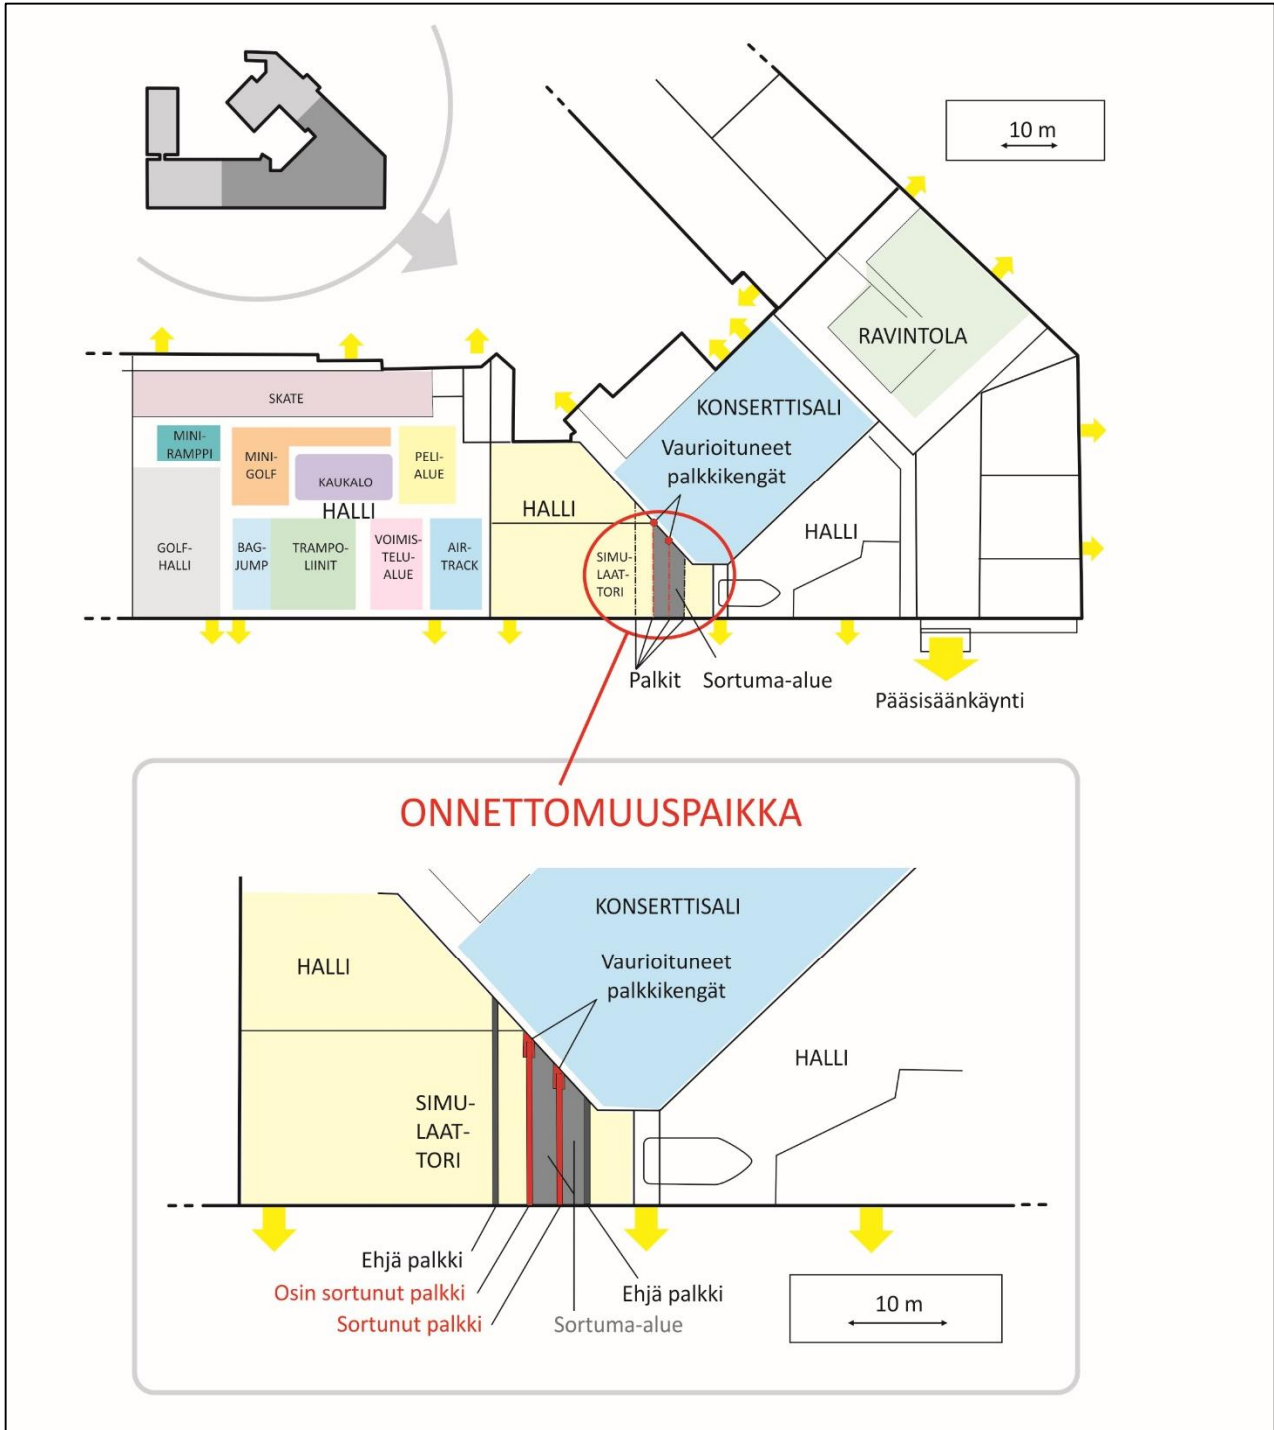 10 m
RAVINTOLA
KONSERTTISALI
Vaurioituneet
palkkikengät
SKATE
MINI-
RAMPPI
MINI-
GOLF
KAUKALO
PELI-
ALUE
HALLI
HALLI
HALLI
GOLF-
HALLI
BAG-
JUMP
TRAMPO-
LIINIT
VOIMIS-
TELU-
ALUE
AIR-
TRACK
SIMU-
LAAT-
TORI
Palkit
Sortuma-alue
Pääsisäänkäynti
ONNETTOMUUSPAIKKA
KONSERTTISALI
HALLI
Vaurioituneet
palkkikengät
HALLI
SIMU-
LAAT-
TORI
Ehjä palkki
Osin sortunut palkki
Sortunut palkki
Ehjä palkki
Sortuma-alue
10 m